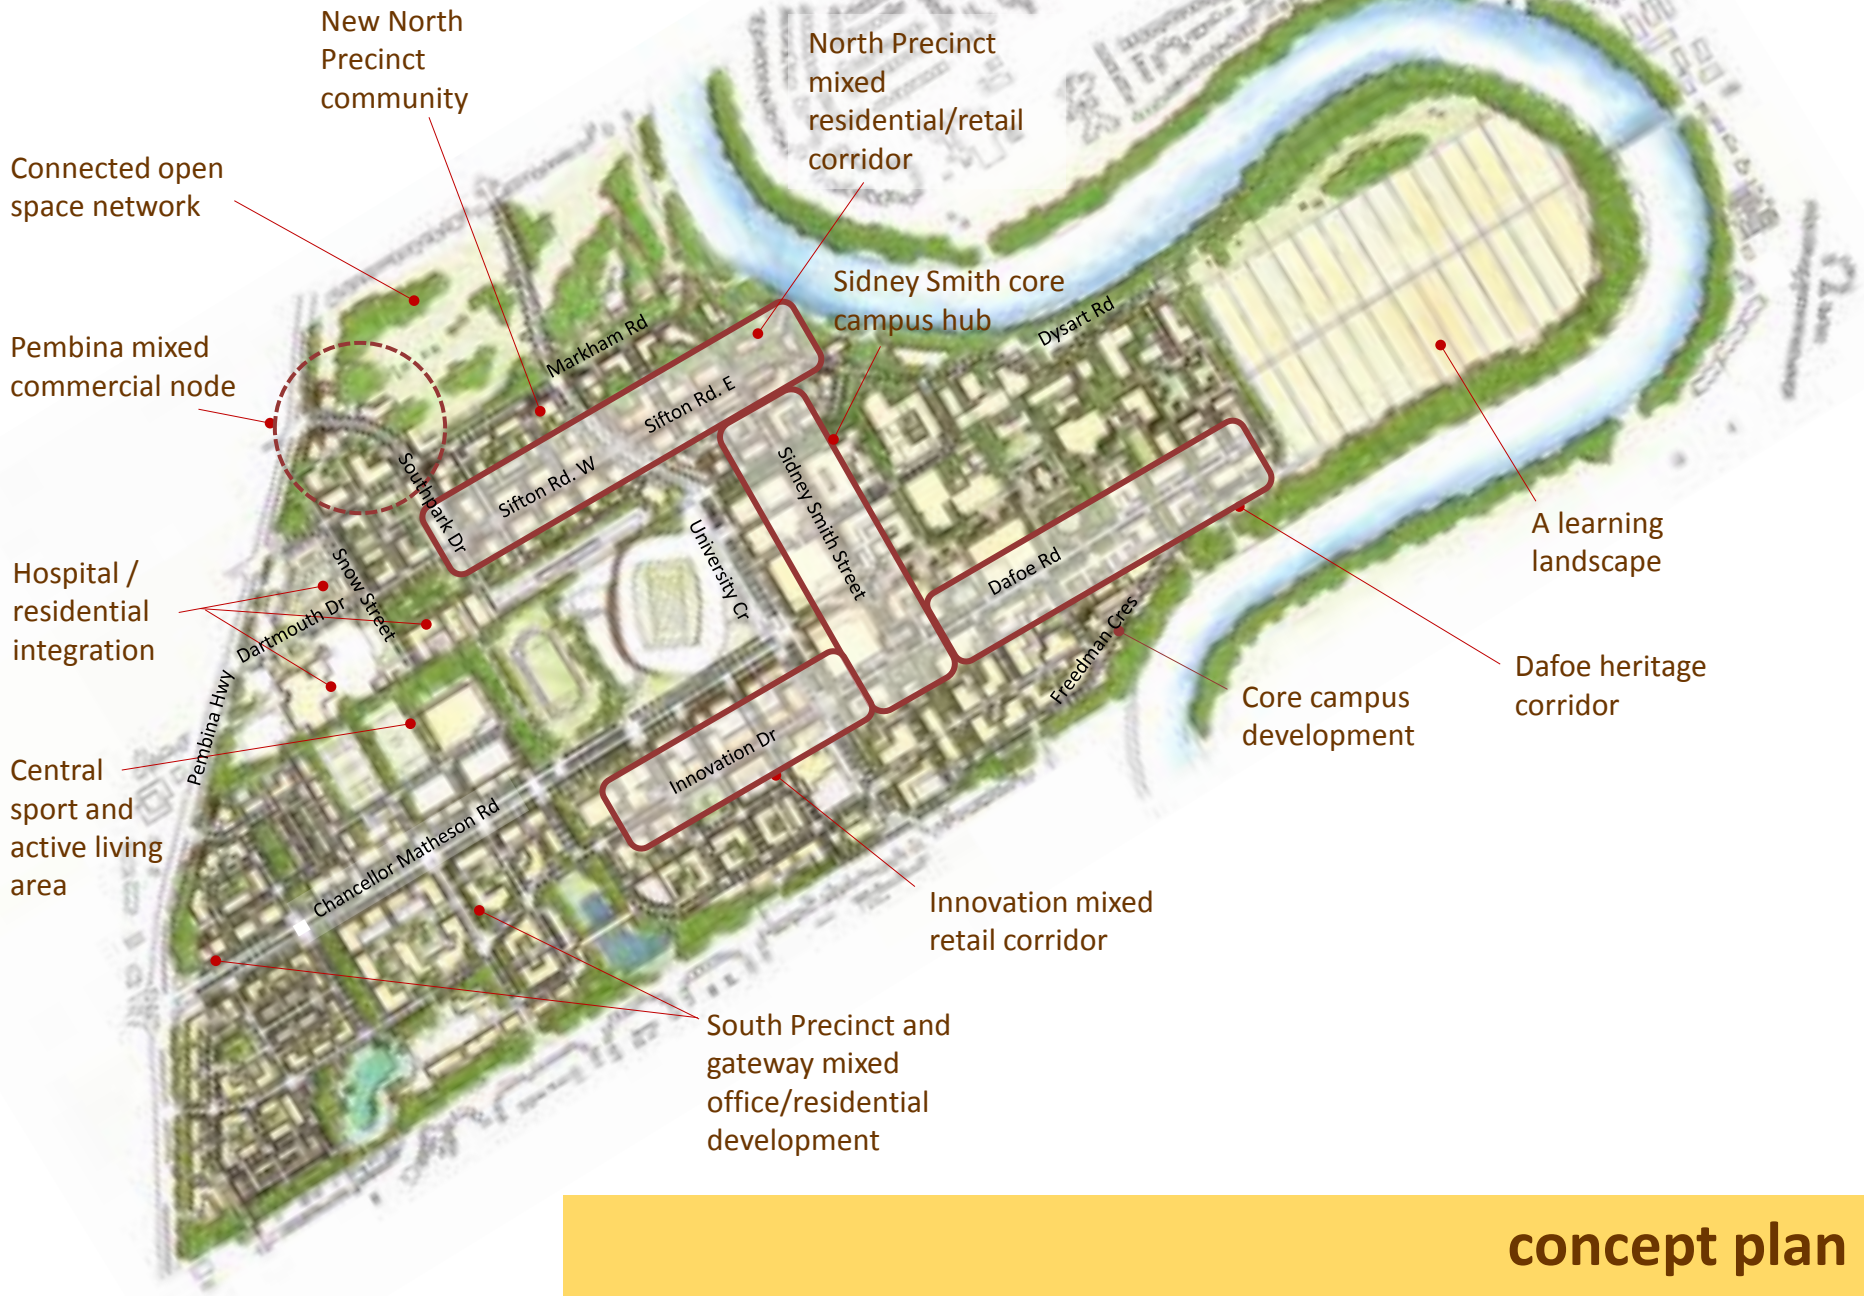 New North
Precinct
community
North Precinct
mixed
residential/retail
corridor
Connected open
space network
Sidney Smith core
campus hub
Dysart Rd
Markham Rd
Pembina mixed
commercial node
Sifton Rd. E
Sifton Rd. W
Southpark Dr
Sidney Smith Street
University Cr
Snow Street
Dafoe Rd
A learning
landscape
Hospital /
residential
integration
Dartmouth Dr
Freedman Cres
Pembina Hwy
Dafoe heritage
corridor
Core campus
development
Innovation Dr
Central
sport and
active living
area
Chancellor Matheson Rd
Innovation mixed
retail corridor
South Precinct and
gateway mixed
office/residential
development
concept plan